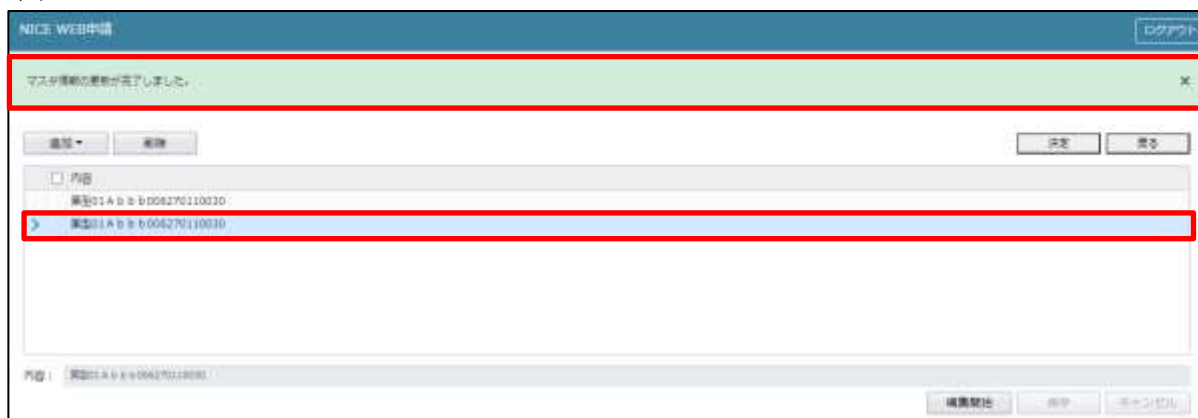 NICE WEB申請
ログアウト
マスタ情報の更新が完了しました。
×
追加 削除
決定 戻る
内容
01Ａｂｂｂ006270110030
01Ａｂｂｂ006270110030
内容：
編集開始 保存 キャンセル